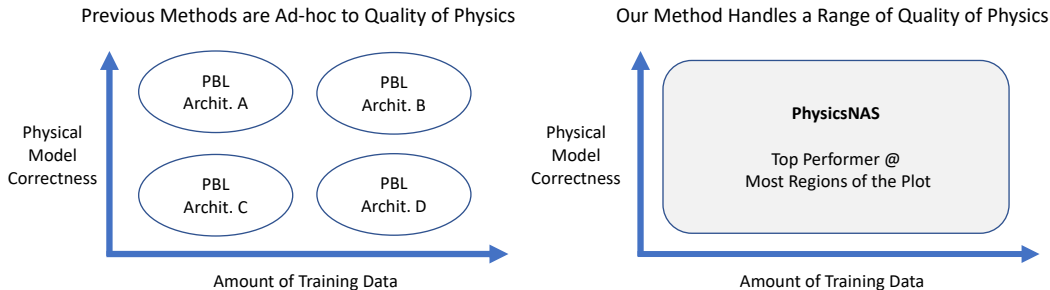 Previous Methods are Ad-hoc to Quality of Physics
PBL
Archit. A
PBL
Archit. B
Physical
Model
Correctness
PBL
Archit. C
PBL
Archit. D
Amount of Training Data
Our Method Handles a Range of Quality of Physics
PhysicsNAS
Physical
Model
Correctness
Top Performer @
Most Regions of the Plot
Amount of Training Data